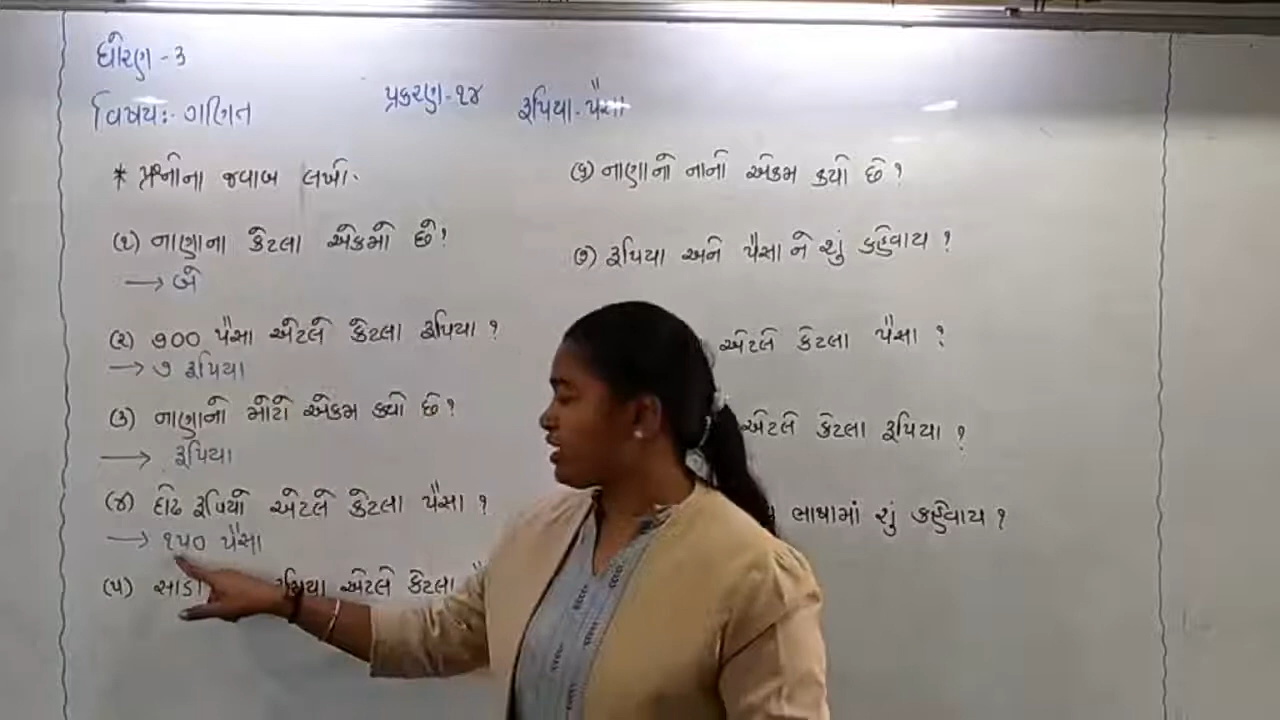 ધોરણ - ૩
વિષયઃ- ગણિત
પ્રકરણ-૧૪ રૂપિયા-પૈસા
* પ્રશ્નોના જવાબ લખો.
(૧) નાણાના કેટલા એકમો છે?
→ બે
(૨) ૭૦૦ પૈસા એટલે કેટલા રૂપિયા ?
→ ૭ રૂપિયા
(૩) નાણાનો મોટો એકમ કયો છે?
→ રૂપિયા
(૪) દોઢ રૂપિયો એટલે કેટલા પૈસા ?
→ ૧૫૦ પૈસા
(૫) સાડા એટલે કેટલા
(૬) નાણાનો નાનો એકમ કયો છે ?
(૭) રૂપિયા અને પૈસા ને શું કહેવાય ?
એટલે કેટલા પૈસા ?
એટલે કેટલા રૂપિયા ?
ભાષામાં શું કહેવાય ?